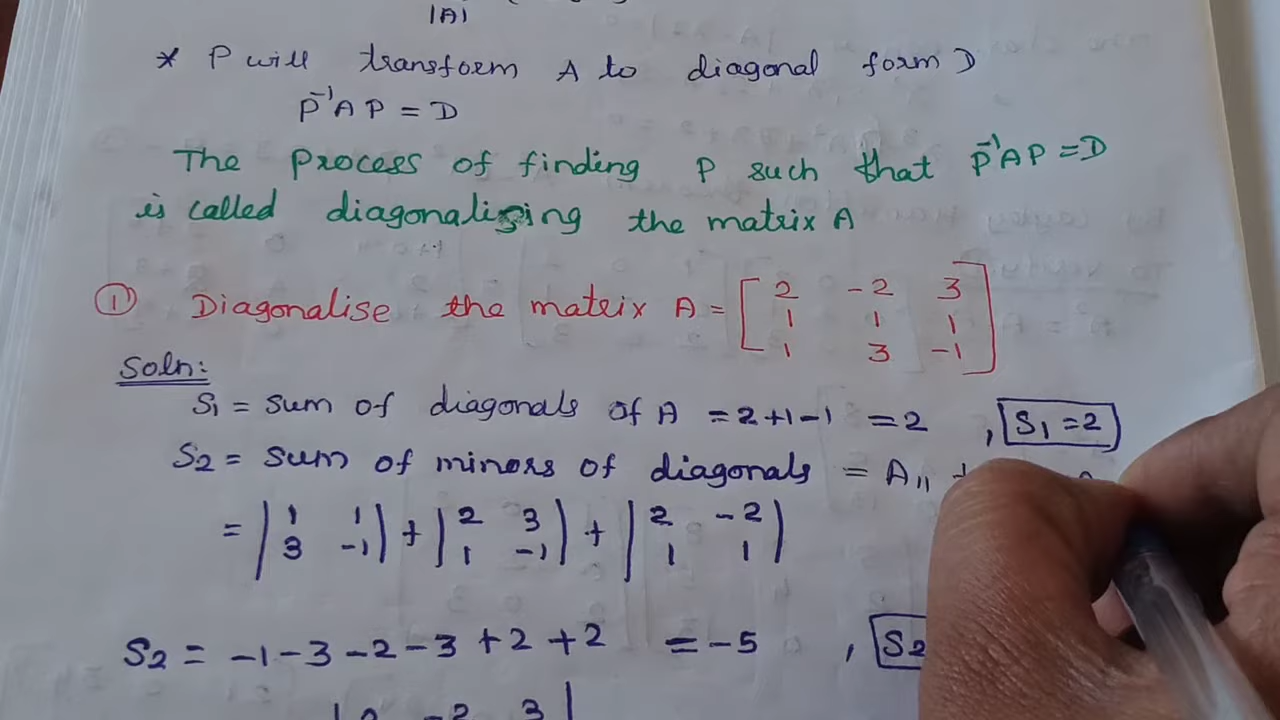 |A|
* P will transform A to diagonal form D
P⁻¹AP = D
The process of finding P such that P⁻¹AP = D
is called diagonalising the matrix A
① Diagonalise the matrix A = [ 2 -2 3
1 1 1
1 3 -1 ]
Soln:
S₁ = sum of diagonals of A = 2+1-1 = 2 , S₁ = 2
S₂ = sum of minors of diagonals = A₁₁ +
= | 1 1 | + | 2 3 | + | 2 -2 |
| 3 -1 | | 1 -1 | | 1 1 |
S₂ = -1-3-2-3+2+2 = -5 , S₂
-2 3 |